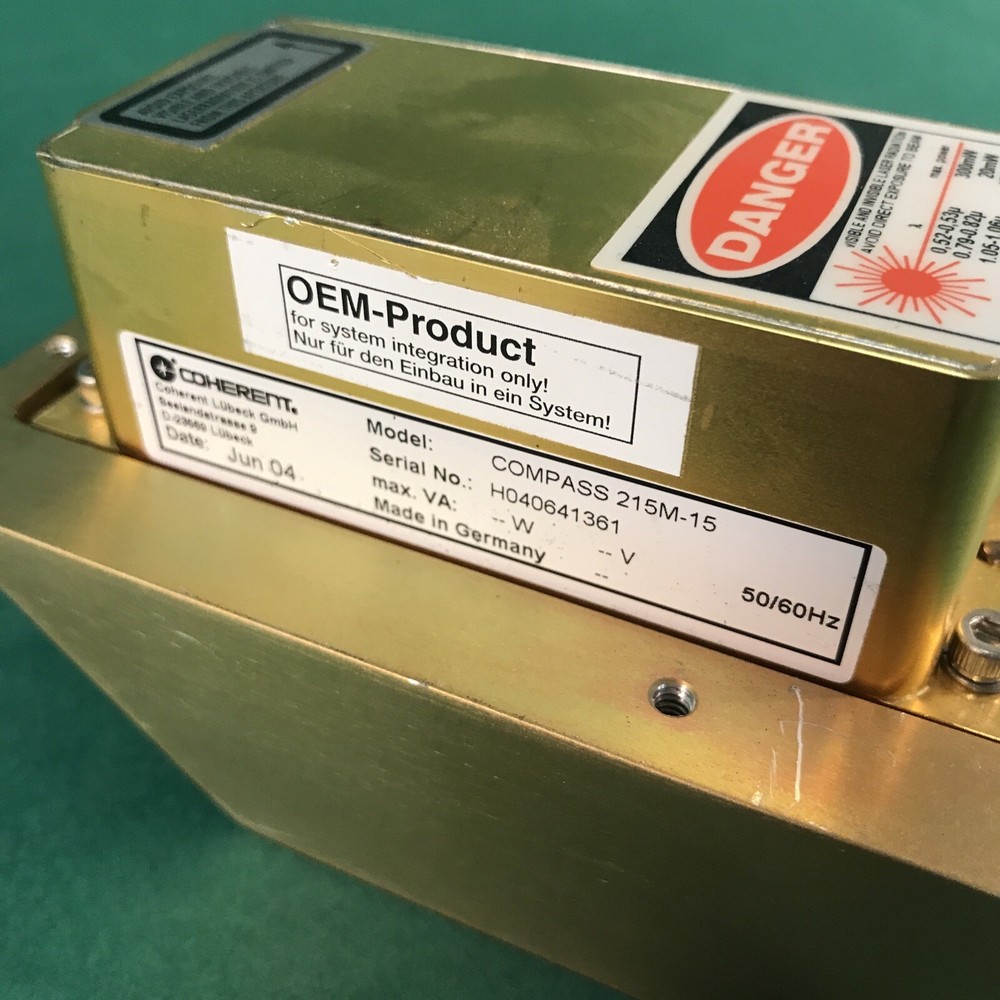 DANGER
VISIBLE AND INVISIBLE LASER RADIATION
AVOID DIRECT EXPOSURE TO BEAM
λ max. power
0,52-0,53µ 300mW
0.79-0.82µ 20mW
1.05-1.06µ
OEM-Product
for system integration only!
Nur für den Einbau in ein System!
COHERENT.
Coherent Lübeck GmbH
Seelandstrasse 9
D-23569 Lübeck
Date: Jun 04
Model: COMPASS 215M-15
Serial No.: H040641361
max. VA: -- W -- V
Made in Germany -- 50/60Hz